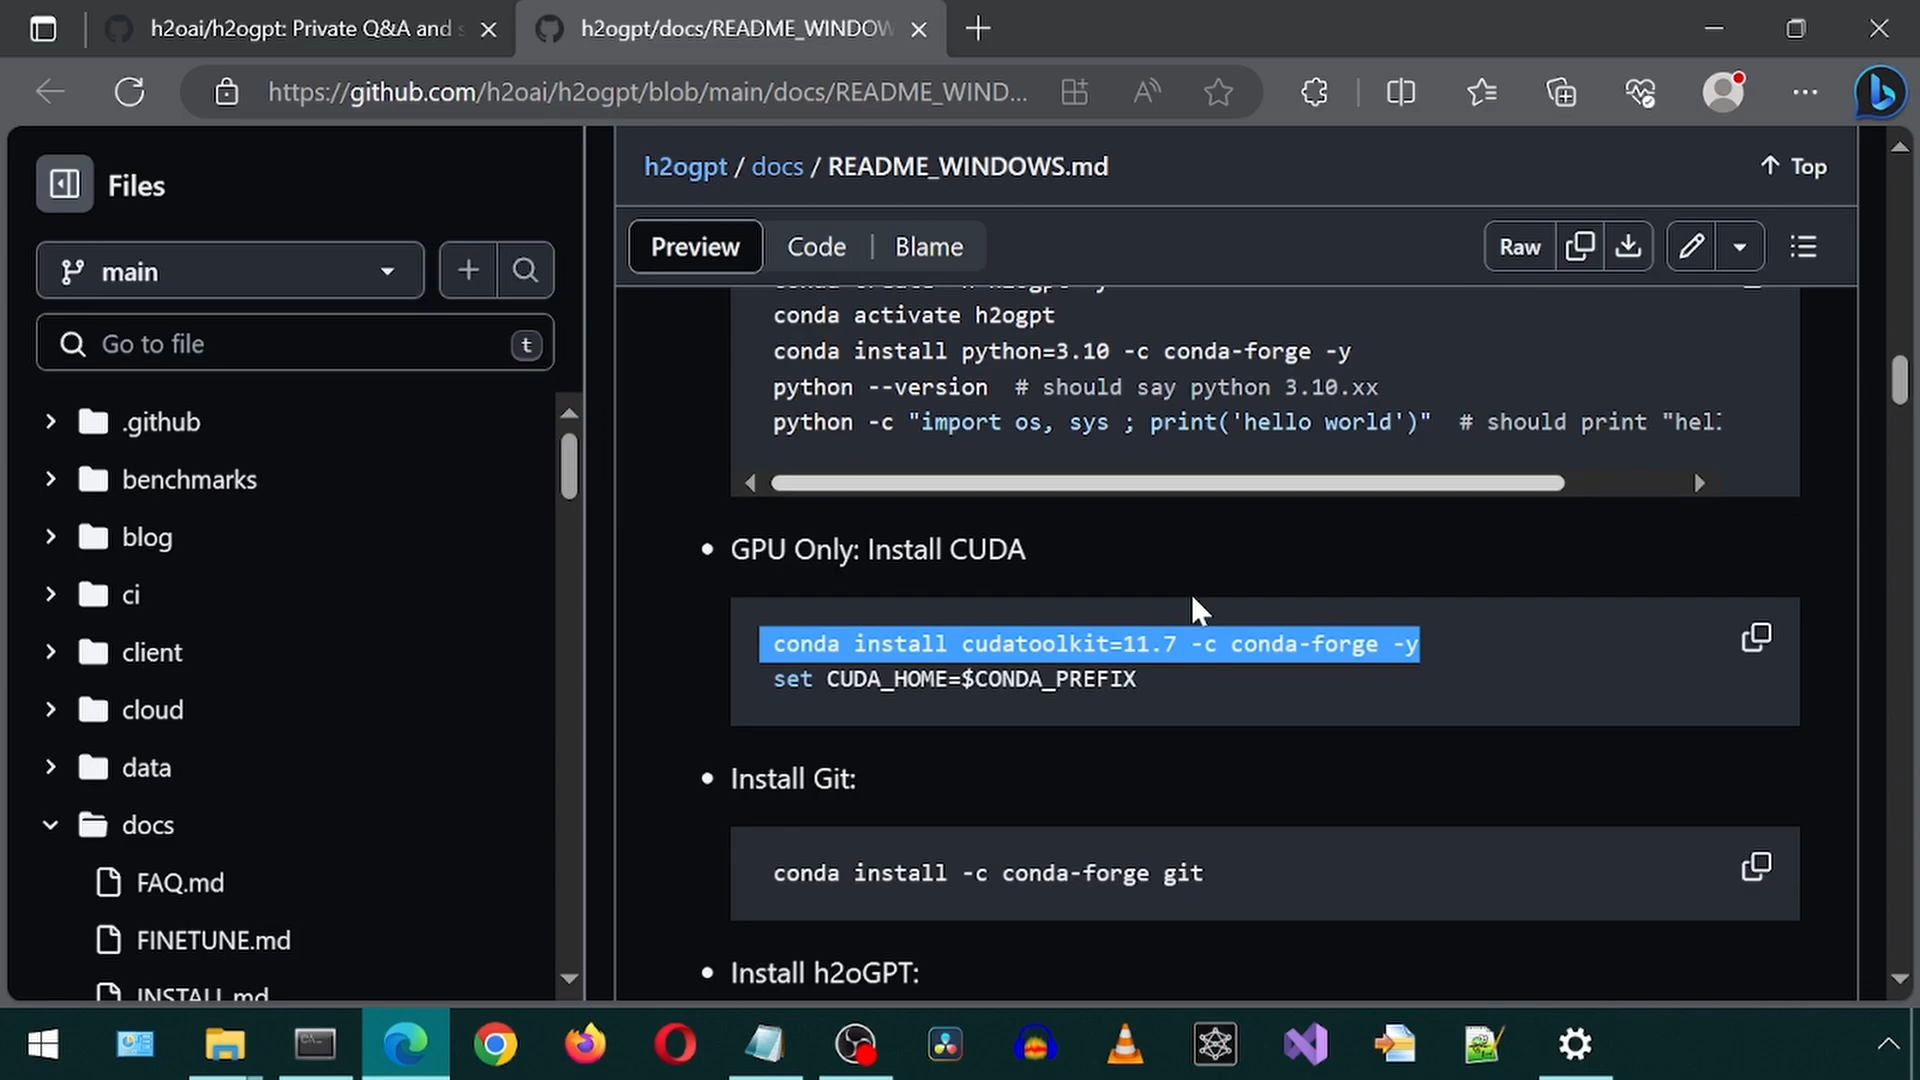 h2oai/h2ogpt: Private Q&A and s
h2ogpt/docs/README_WINDOW
https://github.com/h2oai/h2ogpt/blob/main/docs/README_WIND...
Files
main
Go to file
t
.github
benchmarks
blog
ci
client
cloud
data
docs
FAQ.md
FINETUNE.md
INSTALL.md
h2ogpt / docs / README_WINDOWS.md
Top
Preview
Code
Blame
Raw
conda activate h2ogpt
conda install python=3.10 -c conda-forge -y
python --version # should say python 3.10.xx
python -c "import os, sys ; print('hello world')" # should print "hel
• GPU Only: Install CUDA
conda install cudatoolkit=11.7 -c conda-forge -y
set CUDA_HOME=$CONDA_PREFIX
• Install Git:
conda install -c conda-forge git
• Install h2oGPT: